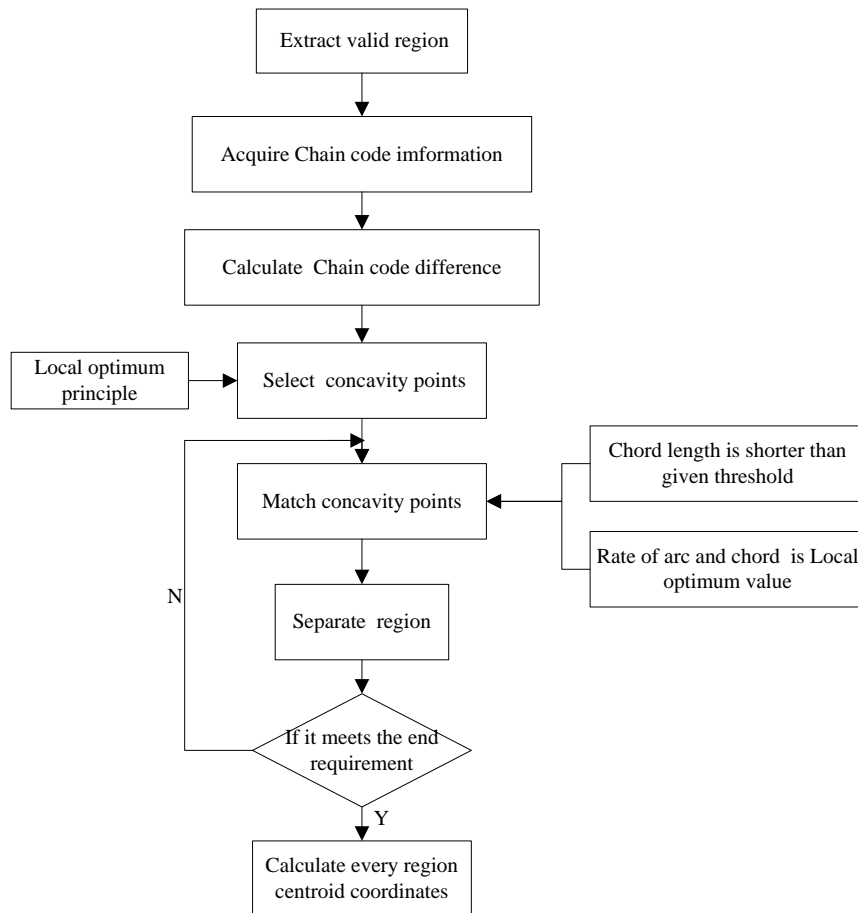 Extract valid region
Acquire Chain code imformation
Calculate  Chain code difference
Local optimum
principle
Select  concavity points
Chord length is shorter than
given threshold
Match concavity points
Rate of arc and chord  is Local
optimum value
N
Separate  region
If it meets the end
requirement
Y
Calculate every region
centroid coordinates